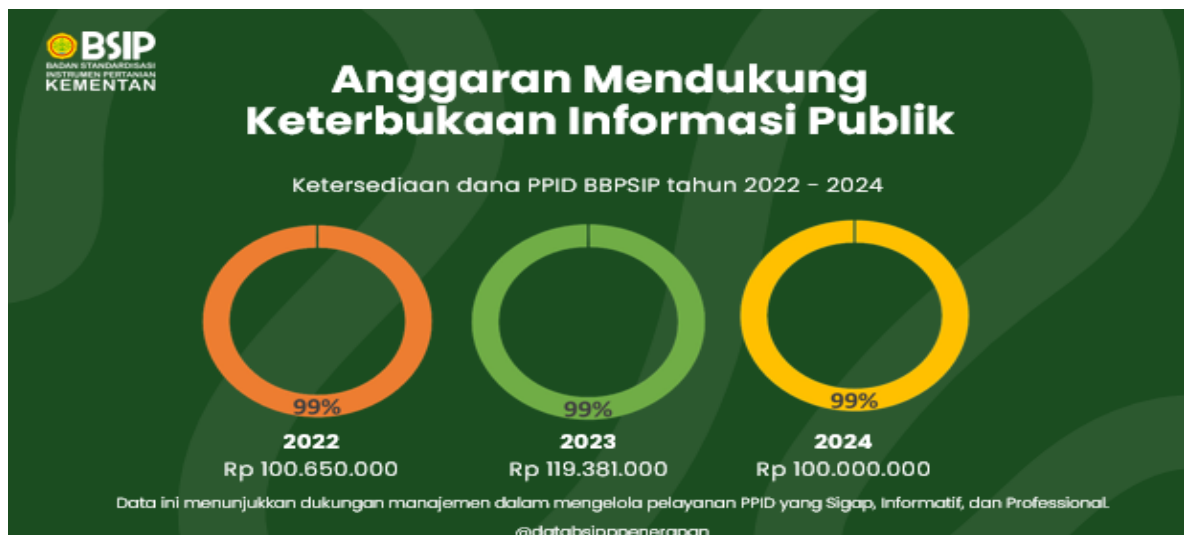 BSIP
BADAN STANDARDISASI
INSTRUMEN PERTANIAN
KEMENTAN
Anggaran Mendukung
Keterbukaan Informasi Publik
Ketersediaan dana PPID BBPSIP tahun 2022 - 2024
99%
99%
99%
2022
2023
2024
Rp 100.650.000
Rp 119.381.000
Rp 100.000.000
Data ini menunjukkan dukungan manajemen dalam mengelola pelayanan PPID yang Sigap, Informatif, dan Professional.
@databsippenerapan